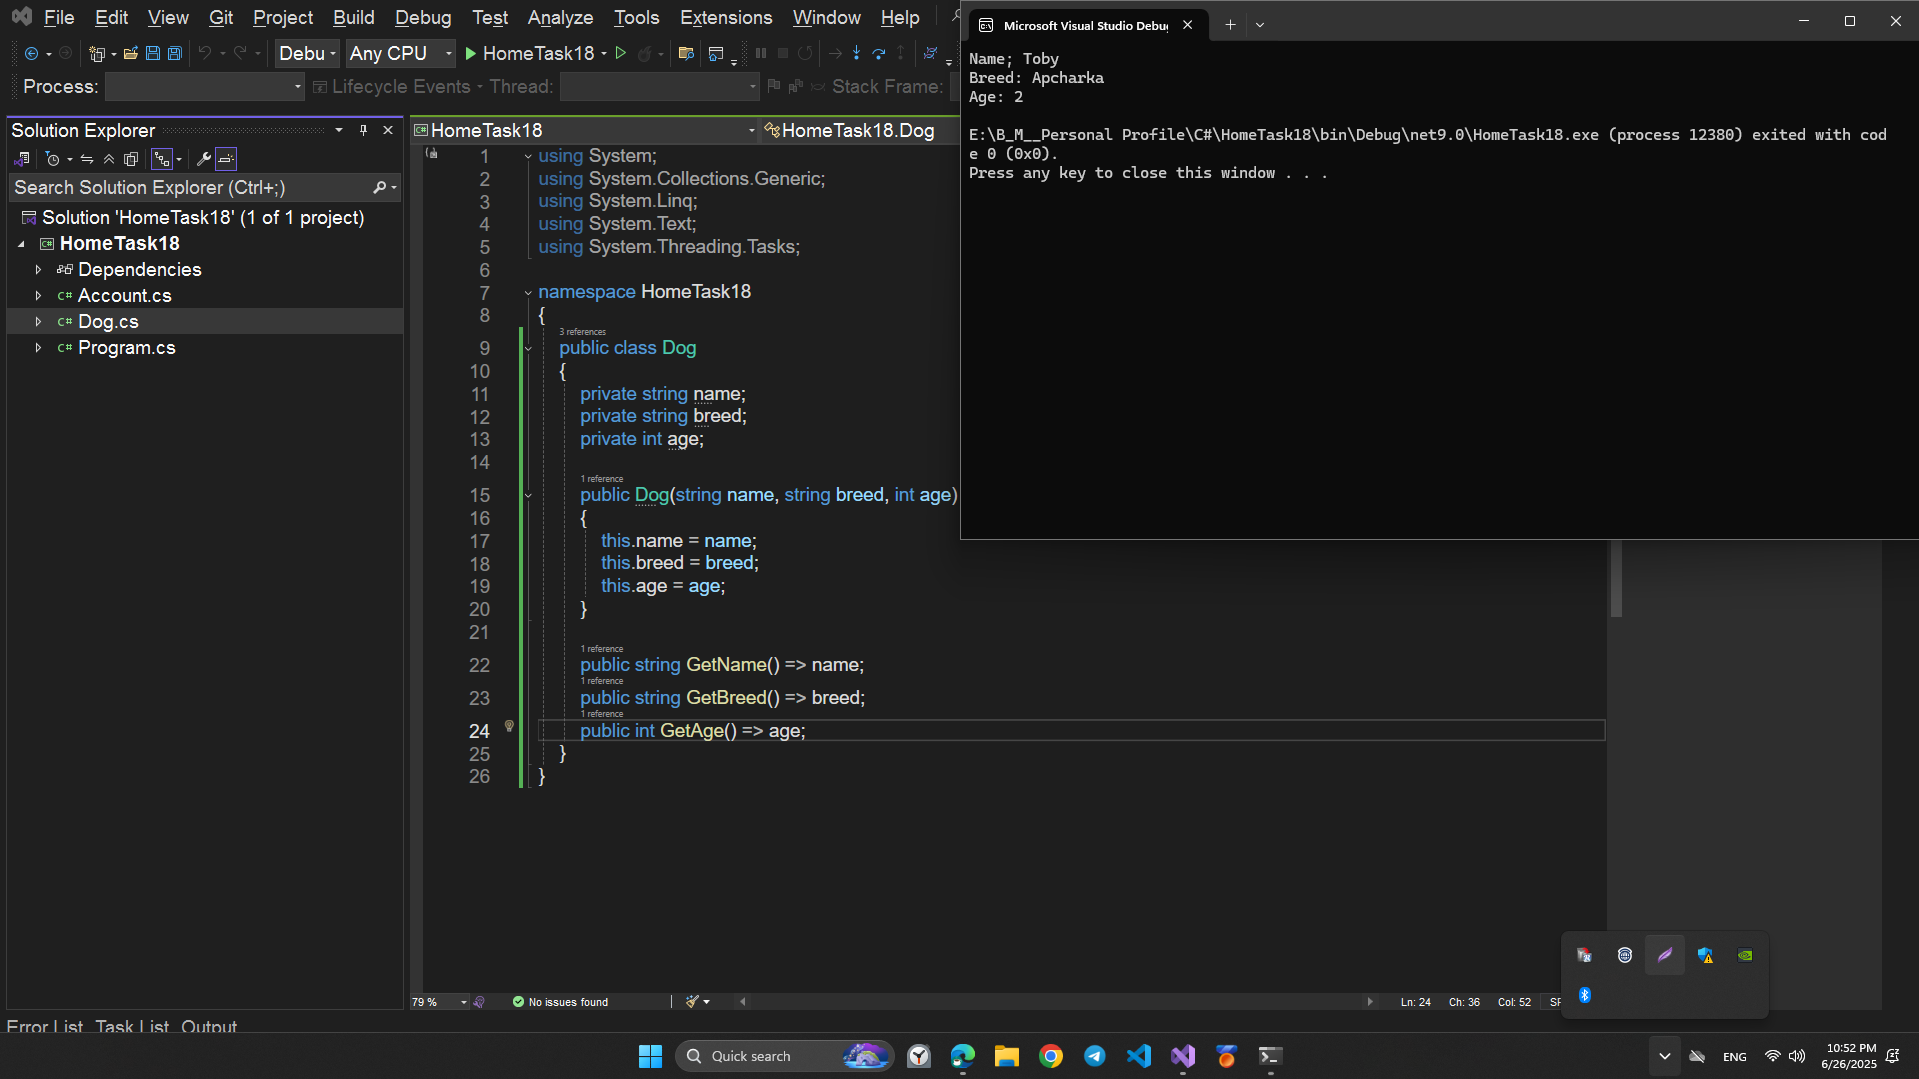 File Edit View Git Project Build Debug Test Analyze Tools Extensions Window Help
Debu Any CPU HomeTask18
Process: Lifecycle Events Thread: Stack Frame:
Solution Explorer
Search Solution Explorer (Ctrl+;)
Solution 'HomeTask18' (1 of 1 project)
HomeTask18
Dependencies
C# Account.cs
C# Dog.cs
C# Program.cs
C# HomeTask18 HomeTask18.Dog
1 using System;
2 using System.Collections.Generic;
3 using System.Linq;
4 using System.Text;
5 using System.Threading.Tasks;
6
7 namespace HomeTask18
8 {
3 references
9 public class Dog
10 {
11 private string name;
12 private string breed;
13 private int age;
14
1 reference
15 public Dog(string name, string breed, int age)
16 {
17 this.name = name;
18 this.breed = breed;
19 this.age = age;
20 }
21
1 reference
22 public string GetName() => name;
1 reference
23 public string GetBreed() => breed;
1 reference
24 public int GetAge() => age;
25 }
26 }
79 % No issues found Ln: 24 Ch: 36 Col: 52
Error List Task List Output
Microsoft Visual Studio Debu
Name; Toby
Breed: Apcharka
Age: 2
E:\B_M__Personal Profile\C#\HomeTask18\bin\Debug\net9.0\HomeTask18.exe (process 12380) exited with cod
e 0 (0x0).
Press any key to close this window . . .
Quick search
ENG
10:52 PM
6/26/2025